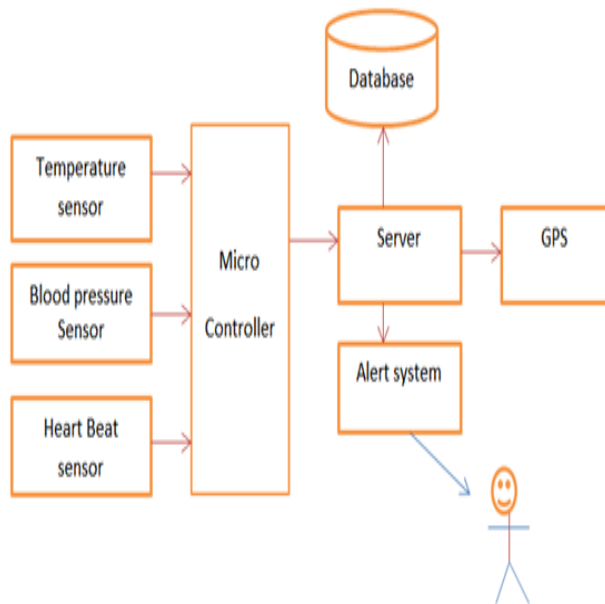 Database
Temperature
sensor
Blood pressure
Sensor
Heart Beat
sensor
Micro
Controller
Server
GPS
Alert system